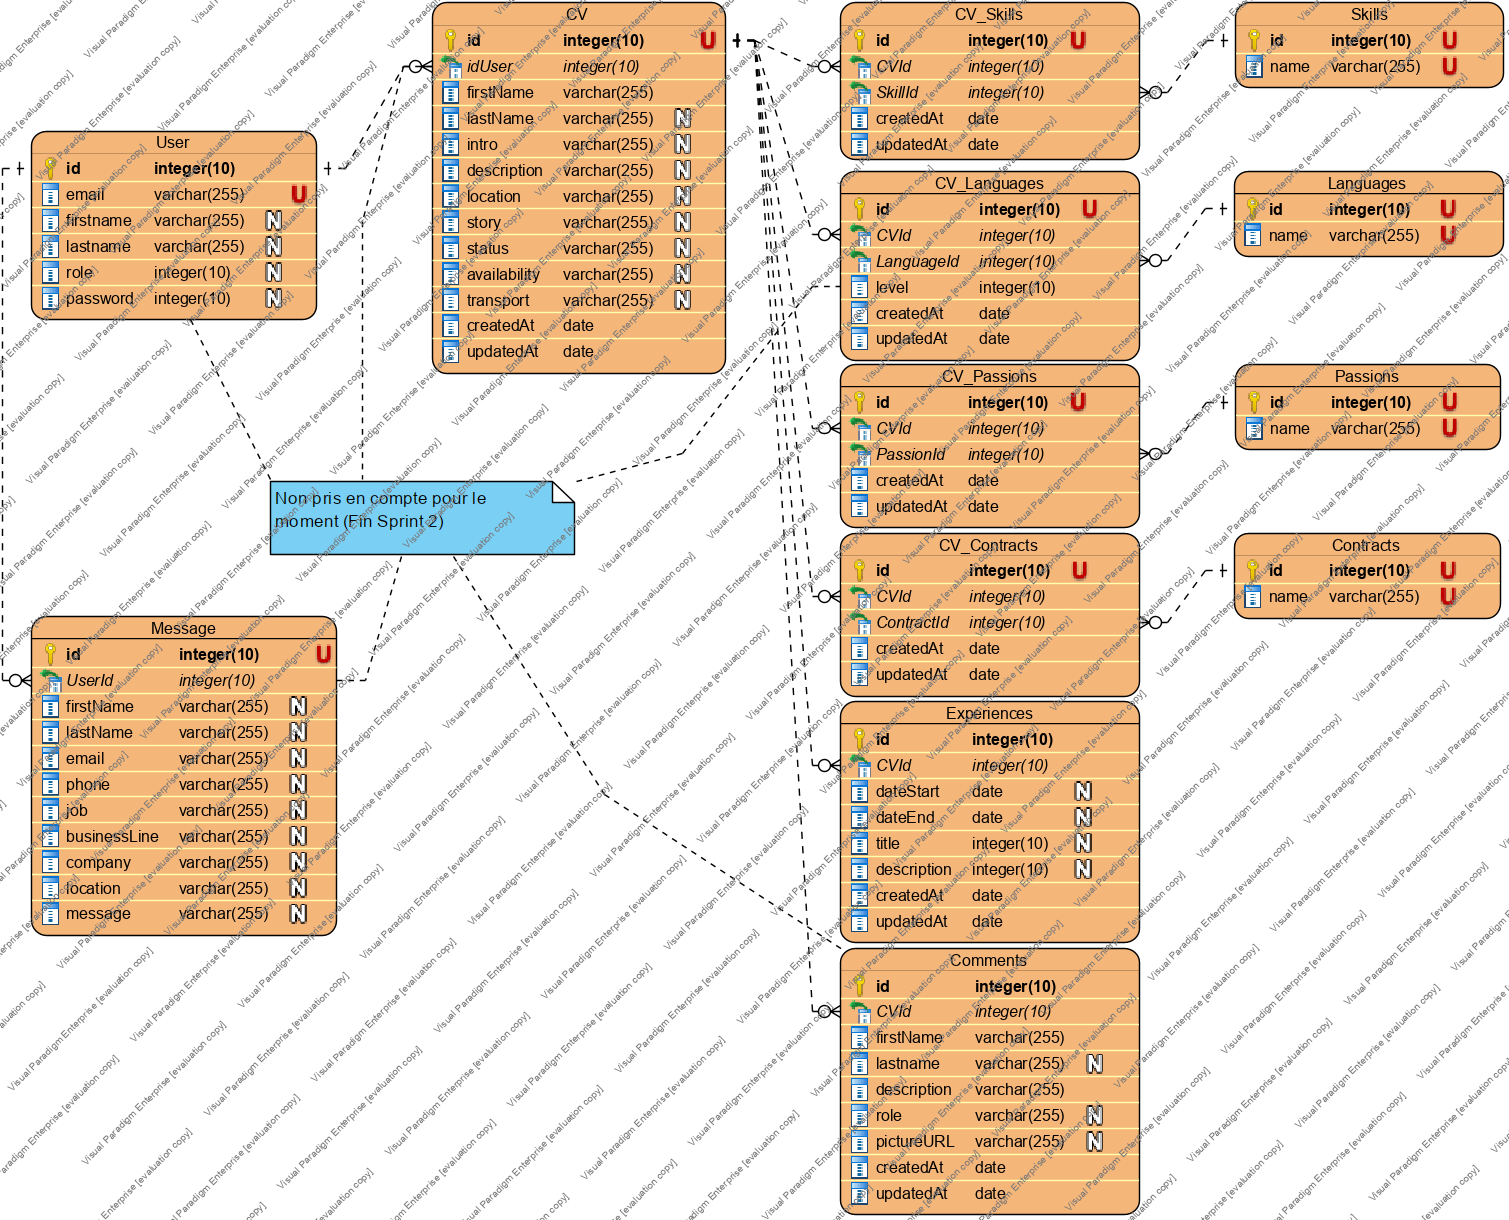 User
id integer(10) U
email varchar(255) U
firstname varchar(255) N
lastname varchar(255) N
role integer(10) N
password integer(10) N
CV
id integer(10) U
idUser integer(10)
firstName varchar(255)
lastName varchar(255) N
intro varchar(255) N
description varchar(255) N
location varchar(255) N
story varchar(255) N
status varchar(255) N
availability varchar(255) N
transport varchar(255) N
createdAt date
updatedAt date
CV_Skills
id integer(10) U
CVId integer(10)
SkillId integer(10)
createdAt date
updatedAt date
Skills
id integer(10) U
name varchar(255) U
CV_Languages
id integer(10) U
CVId integer(10)
LanguageId integer(10)
level integer(10)
createdAt date
updatedAt date
Languages
id integer(10) U
name varchar(255) U
CV_Passions
id integer(10) U
CVId integer(10)
PassionId integer(10)
createdAt date
updatedAt date
Passions
id integer(10) U
name varchar(255) U
Non pris en compte pour le
moment (Fin Sprint 2)
CV_Contracts
id integer(10) U
CVId integer(10)
ContractId integer(10)
createdAt date
updatedAt date
Contracts
id integer(10) U
name varchar(255) U
Message
id integer(10) U
UserId integer(10)
firstName varchar(255) N
lastName varchar(255) N
email varchar(255) N
phone varchar(255) N
job varchar(255) N
businessLine varchar(255) N
company varchar(255) N
location varchar(255) N
message varchar(255) N
Experiences
id integer(10)
CVId integer(10)
dateStart date N
dateEnd date N
title integer(10) N
description integer(10) N
createdAt date
updatedAt date
Comments
id integer(10)
CVId integer(10)
firstName varchar(255)
lastname varchar(255) N
description varchar(255)
role varchar(255) N
pictureURL varchar(255) N
createdAt date
updatedAt date
Visual Paradigm Enterprise [evaluation copy]